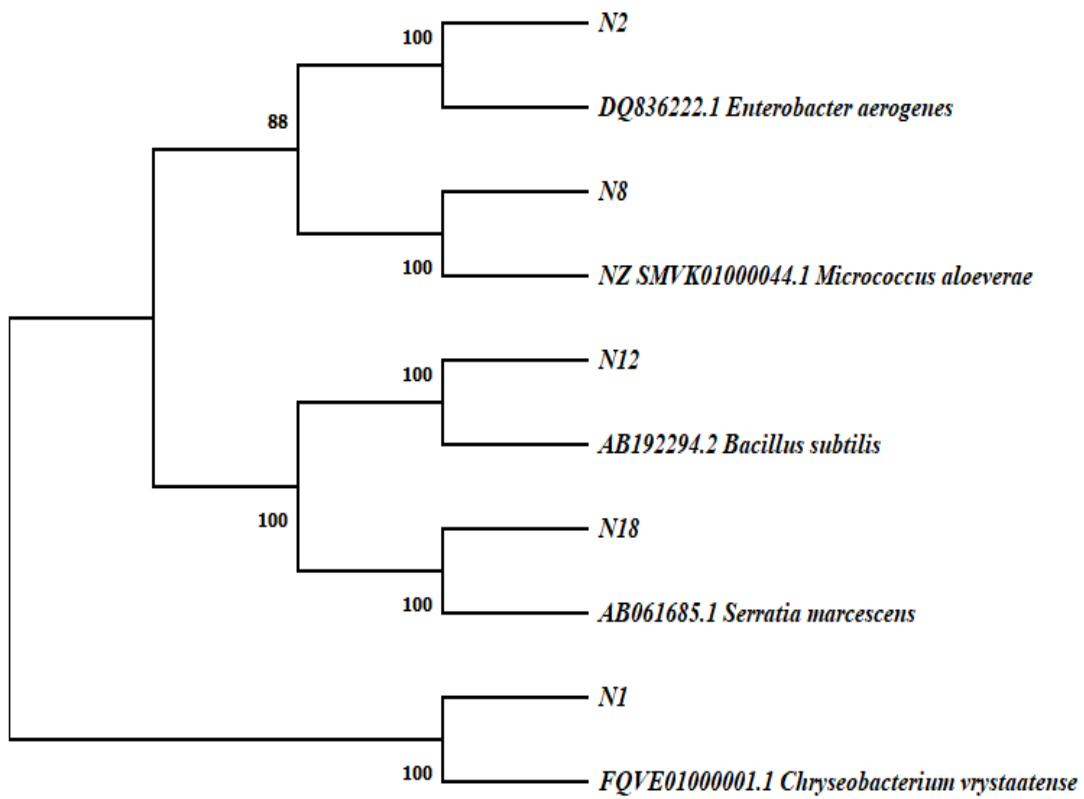 N2
100
DQ836222.1 Enterobacter aerogenes
88
N8
100
NZ SMVK01000044.1 Micrococcus aloeverae
N12
100
AB192294.2 Bacillus subtilis
100
N18
100
AB061685.1 Serratia marcescens
N1
100
FQVE01000001.1 Chryseobacterium vrystaatense